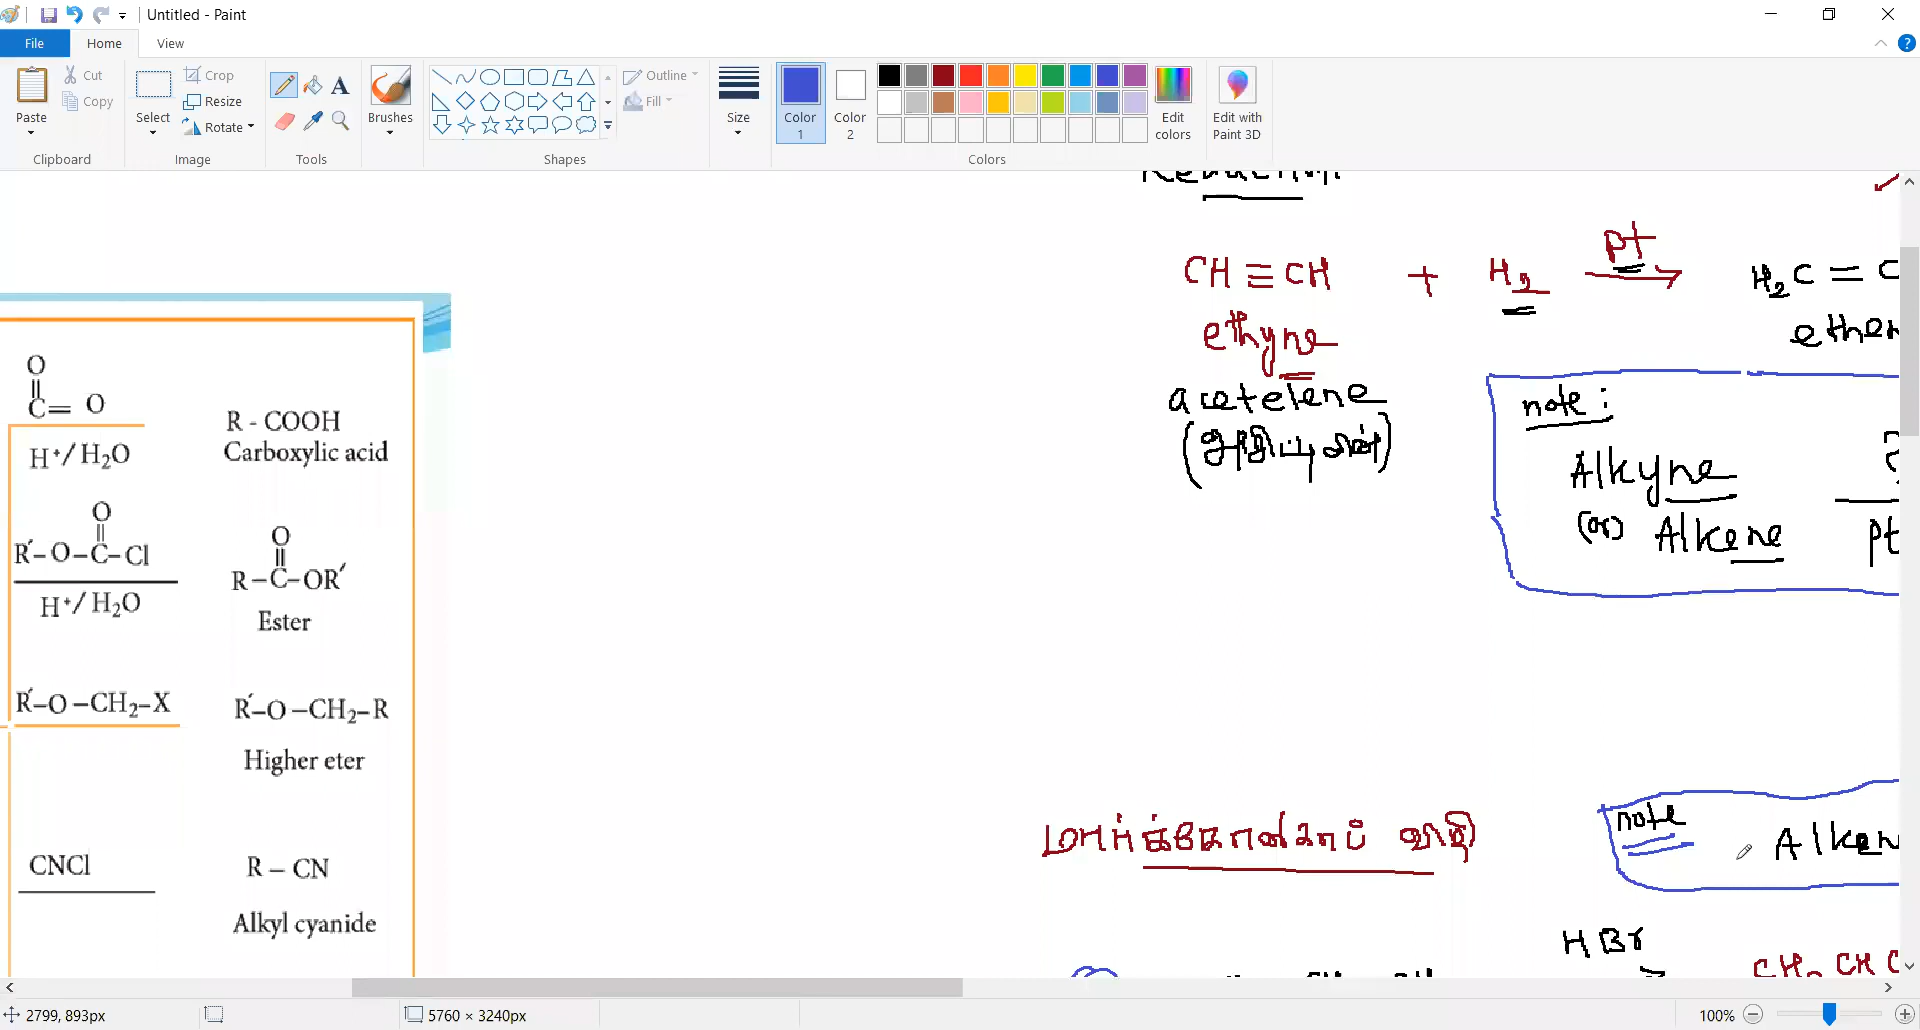 Untitled - Paint
File Home View
Cut
Copy
Paste
Clipboard
Crop
Resize
Rotate
Select
Image
Tools
Brushes
Shapes
Outline
Fill
Size
Color 1
Color 2
Colors
Edit colors
Edit with Paint 3D
Reduction
CH ≡ CH + H₂ pt → H₂C = C
ethyne
acetelene
note :
Alkyne
(or) Alkene pt
O
||
C = O
H⁺/ H₂O
R - COOH
Carboxylic acid
O
||
R′–O–C–Cl
H⁺/ H₂O
O
||
R–C–OR′
Ester
R′–O–CH₂–X
R′–O–CH₂–R
Higher eter
CNCl
R – CN
Alkyl cyanide
note
HBr
2799, 893px
5760 × 3240px
100%